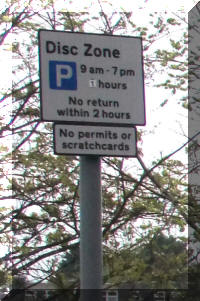 Disc Zone
P 9 am - 7 pm
hours
No return
within 2 hours
No permits or
scratchcards